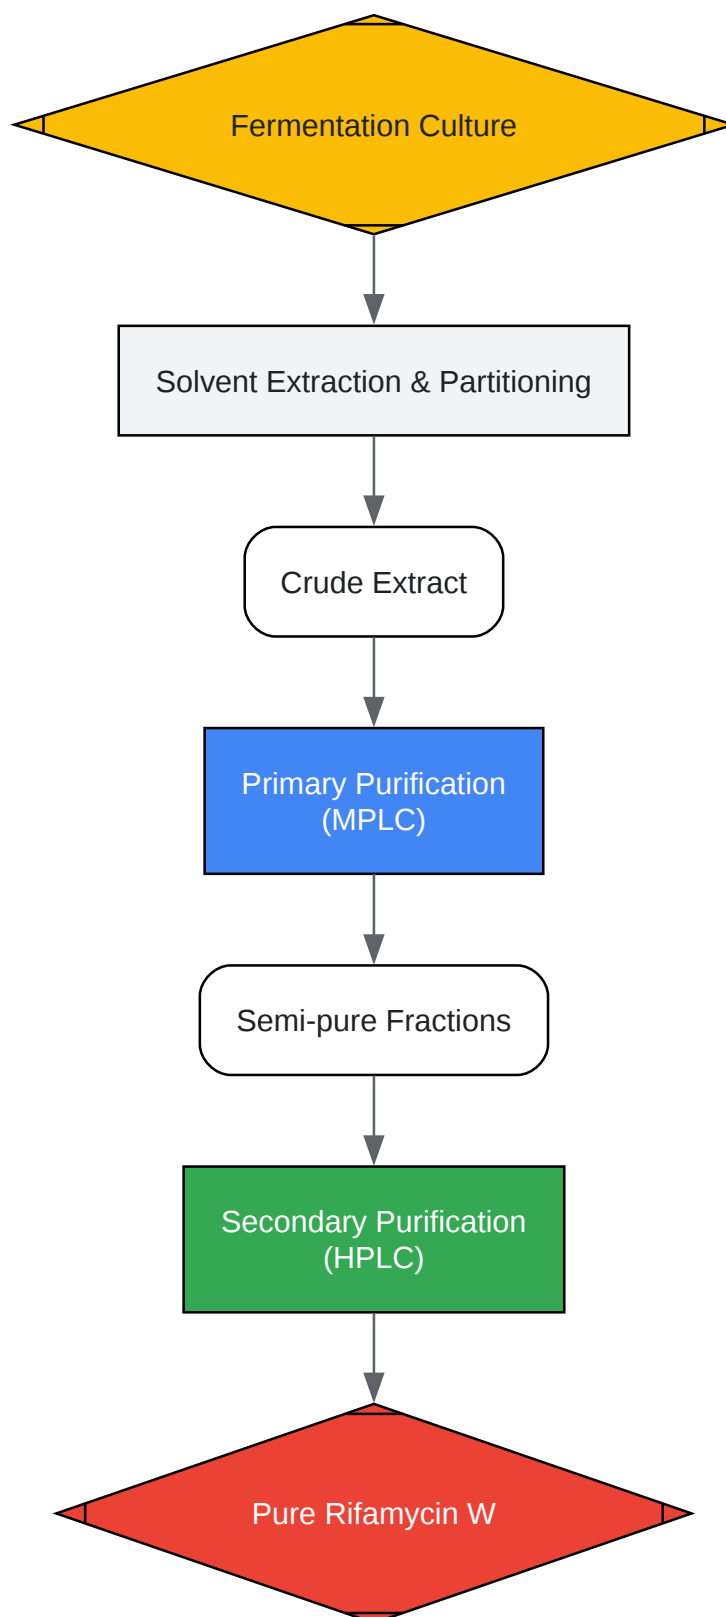 Fermentation Culture
Solvent Extraction & Partitioning
Crude Extract
Primary Purification
(MPLC)
Semi-pure Fractions
Secondary Purification
(HPLC)
Pure Rifamycin W